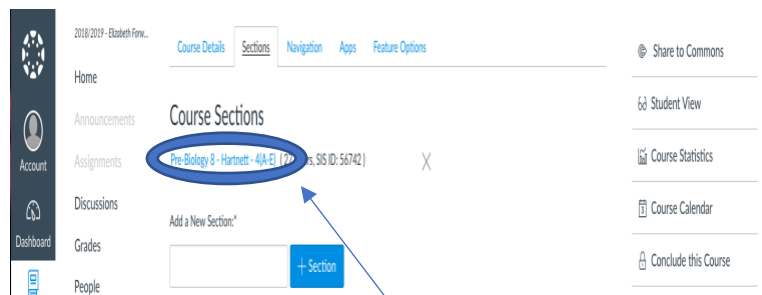 2018/2019 - Elizabeth Forw...
Home
Announcements
Assignments
Discussions
Grades
People
Account
Dashboard
Course Details Sections Navigation Apps Feature Options
Course Sections
Pre-Biology 8 - Hartnett - 4(A-E) SIS ID: 56742)
Add a New Section:*
+ Section
Share to Commons
Student View
Course Statistics
Course Calendar
Conclude this Course